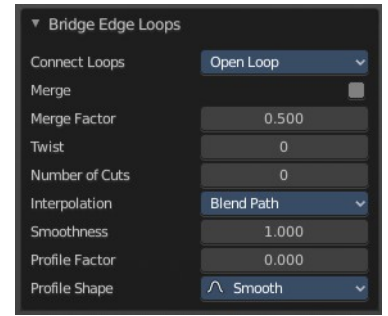 Bridge Edge Loops
Connect Loops Open Loop
Merge
Merge Factor 0.500
Twist 0
Number of Cuts 0
Interpolation Blend Path
Smoothness 1.000
Profile Factor 0.000
Profile Shape Smooth